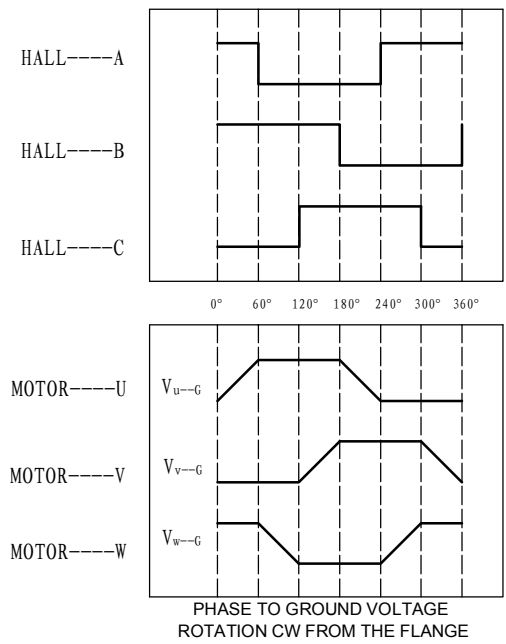 HALL----A
HALL----B
HALL----C
0° 60° 120° 180° 240° 300° 360°
MOTOR----U Vu--G
MOTOR----V Vv--G
MOTOR----W Vw--G
PHASE TO GROUND VOLTAGE
ROTATION CW FROM THE FLANGE